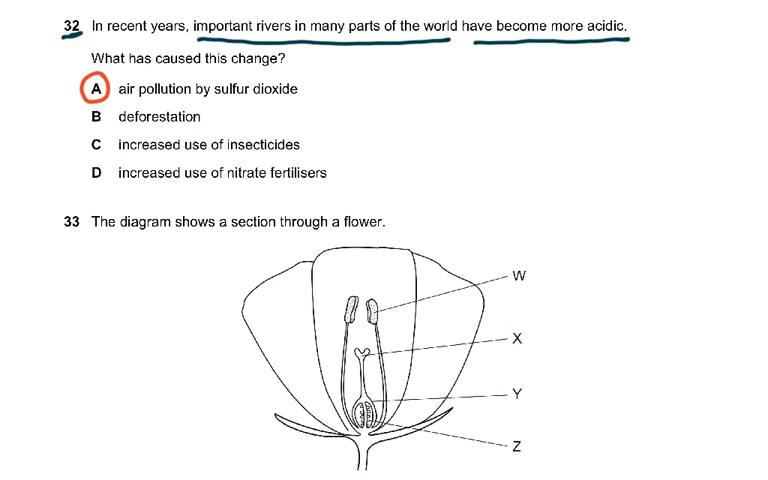 32 In recent years, important rivers in many parts of the world have become more acidic.
What has caused this change?
A air pollution by sulfur dioxide
B deforestation
C increased use of insecticides
D increased use of nitrate fertilisers
33 The diagram shows a section through a flower.
W
X
Y
Z